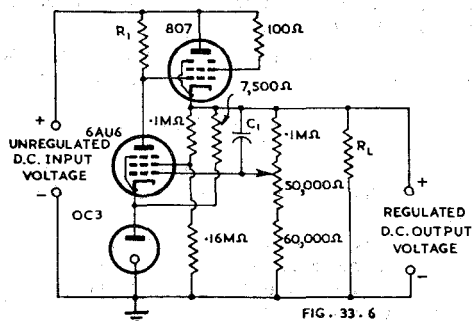 R1
807
100Ω
7,500Ω
+
6AU6
.1MΩ
C1
.1MΩ
RL
+
UNREGULATED
D.C. INPUT
VOLTAGE
-
50,000Ω
OC3
REGULATED
D.C. OUTPUT
VOLTAGE
.16MΩ
60,000Ω
-
FIG. 33.6